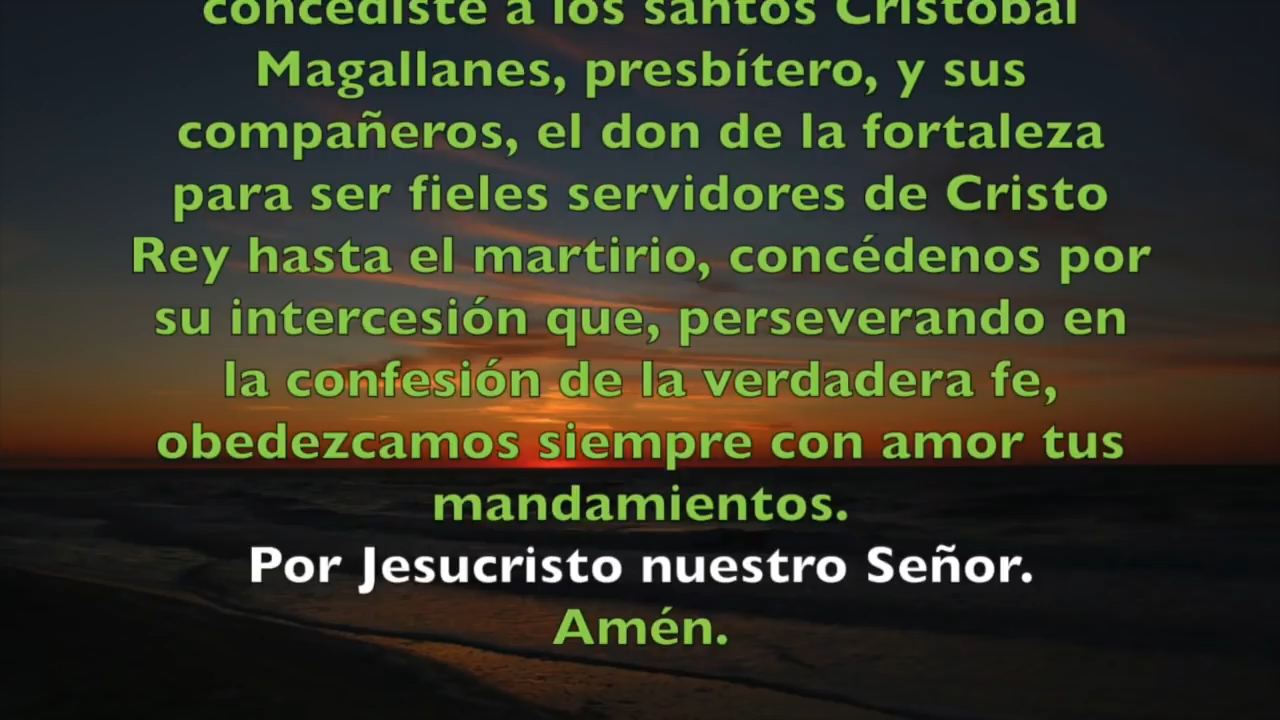 concediste a los santos Cristóbal
Magallanes, presbítero, y sus
compañeros, el don de la fortaleza
para ser fieles servidores de Cristo
Rey hasta el martirio, concédenos por
su intercesión que, perseverando en
la confesión de la verdadera fe,
obedezcamos siempre con amor tus
mandamientos.
Por Jesucristo nuestro Señor.
Amén.